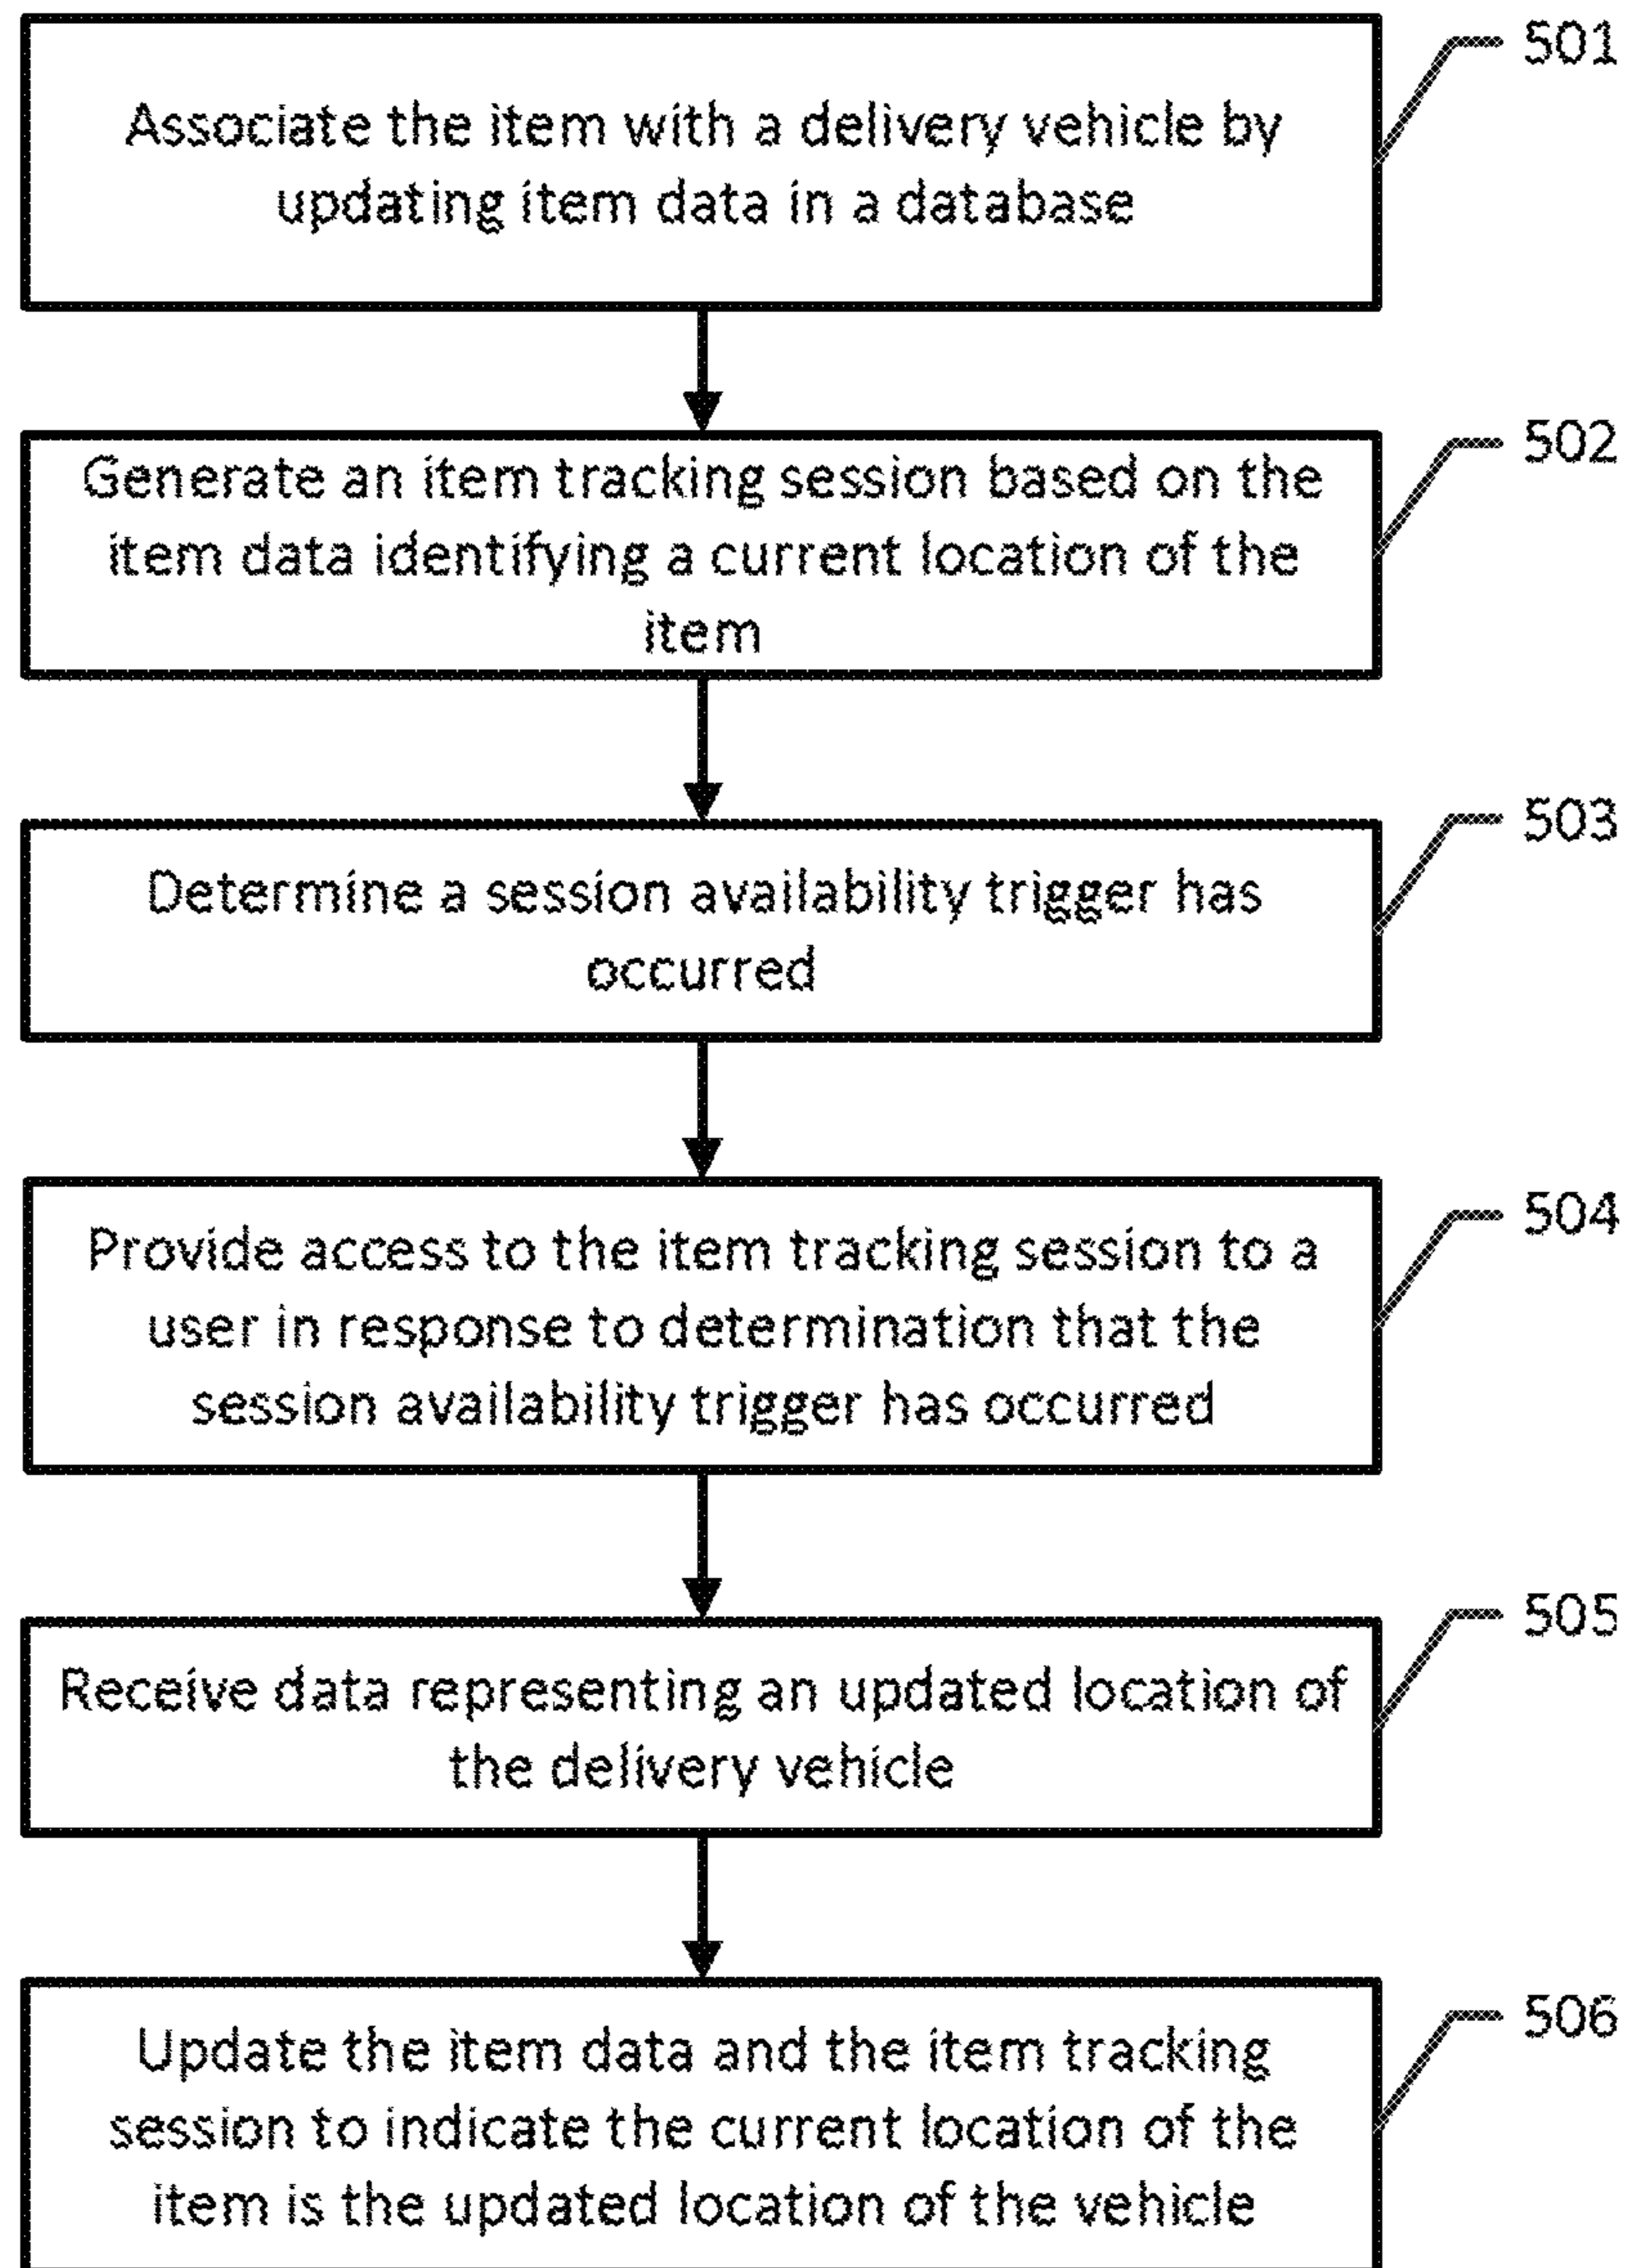 501
Associate the item with a delivery vehicle by
updating item data in a database
502
Generate an item tracking session based on the
item data identifying a current location of the
item
503
Determine a session availability trigger has
occurred
504
Provide access to the item tracking session to a
user in response to determination that the
session availability trigger has occurred
505
Receive data representing an updated location of
the delivery vehicle
506
Update the item data and the item tracking
session to indicate the current location of the
item is the updated location of the vehicle